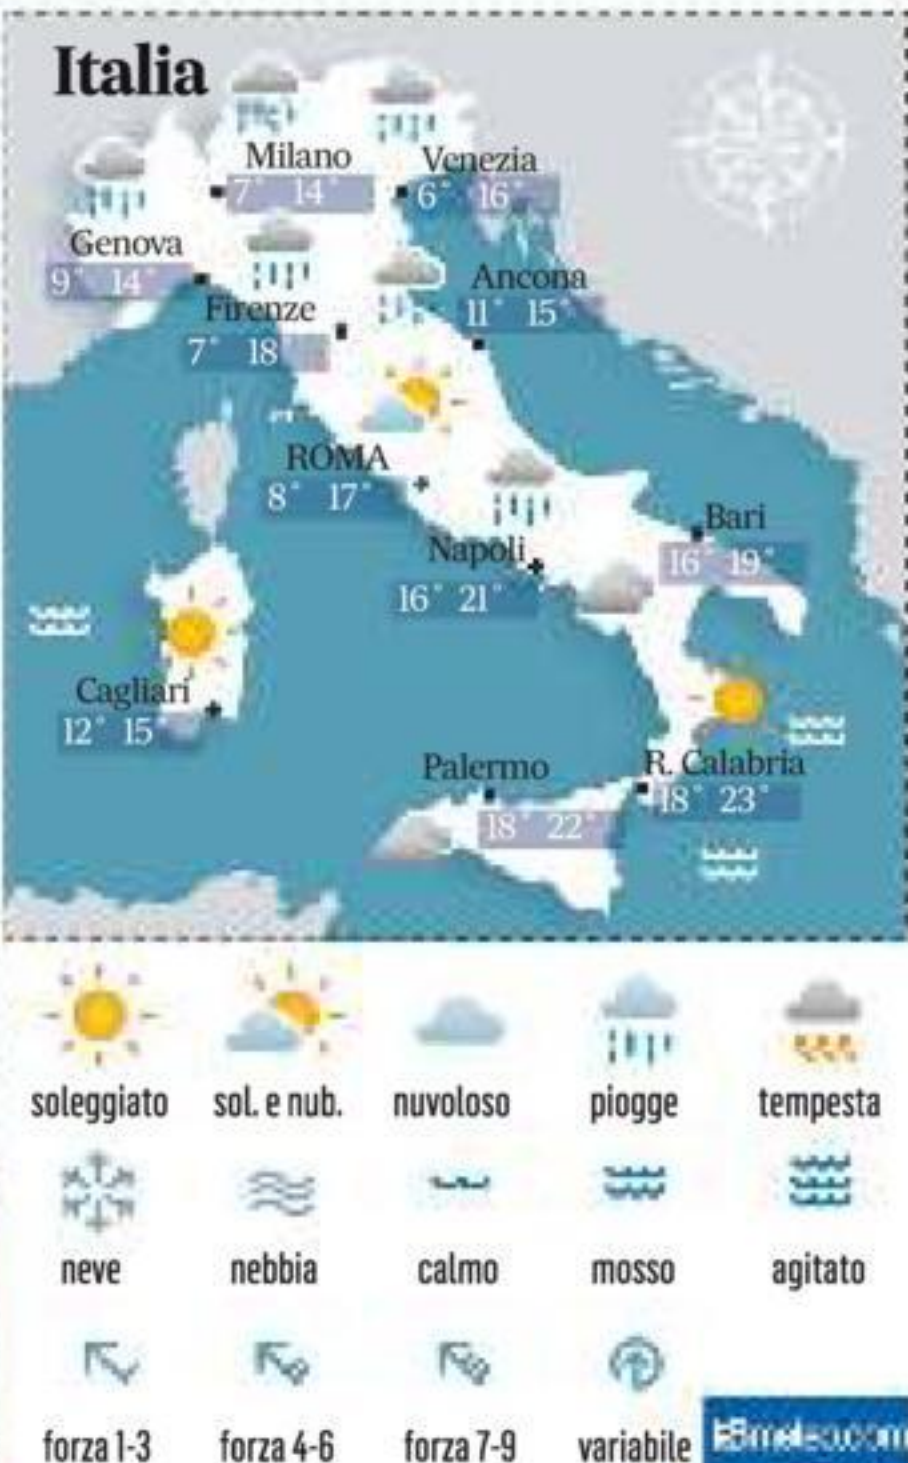 Italia
Milano
7° 14°
Venezia
6° 16°
Genova
9° 14°
Firenze
7° 18
Ancona
11° 15°
ROMA
8° 17°
Napoli
16° 21°
Bari
16° 19°
Cagliari
12° 15°
Palermo
18° 22°
R. Calabria
18° 23°
soleggiato sol. e nub. nuvoloso piogge tempesta
neve nebbia calmo mosso agitato
forza 1-3 forza 4-6 forza 7-9 variabile